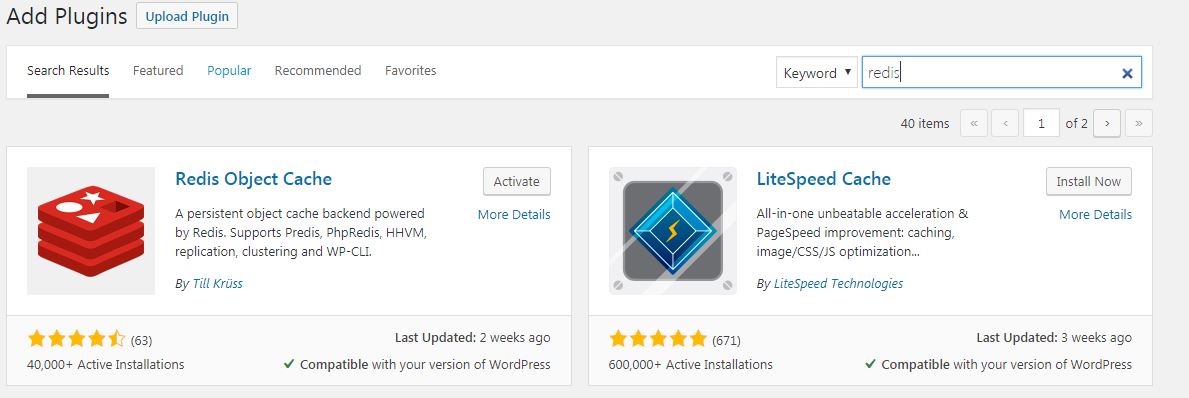 Add Plugins Upload Plugin
Search Results Featured Popular Recommended Favorites Keyword ▼ redis ×
40 items « ‹ 1 of 2 › »
Redis Object Cache
Activate
More Details
A persistent object cache backend powered
by Redis. Supports Predis, PhpRedis, HHVM,
replication, clustering and WP-CLI.
By Till Krüss
(63)
Last Updated: 2 weeks ago
40,000+ Active Installations
Compatible with your version of WordPress
LiteSpeed Cache
Install Now
More Details
All-in-one unbeatable acceleration &
PageSpeed improvement: caching,
image/CSS/JS optimization...
By LiteSpeed Technologies
(671)
Last Updated: 3 weeks ago
600,000+ Active Installations
Compatible with your version of WordPress